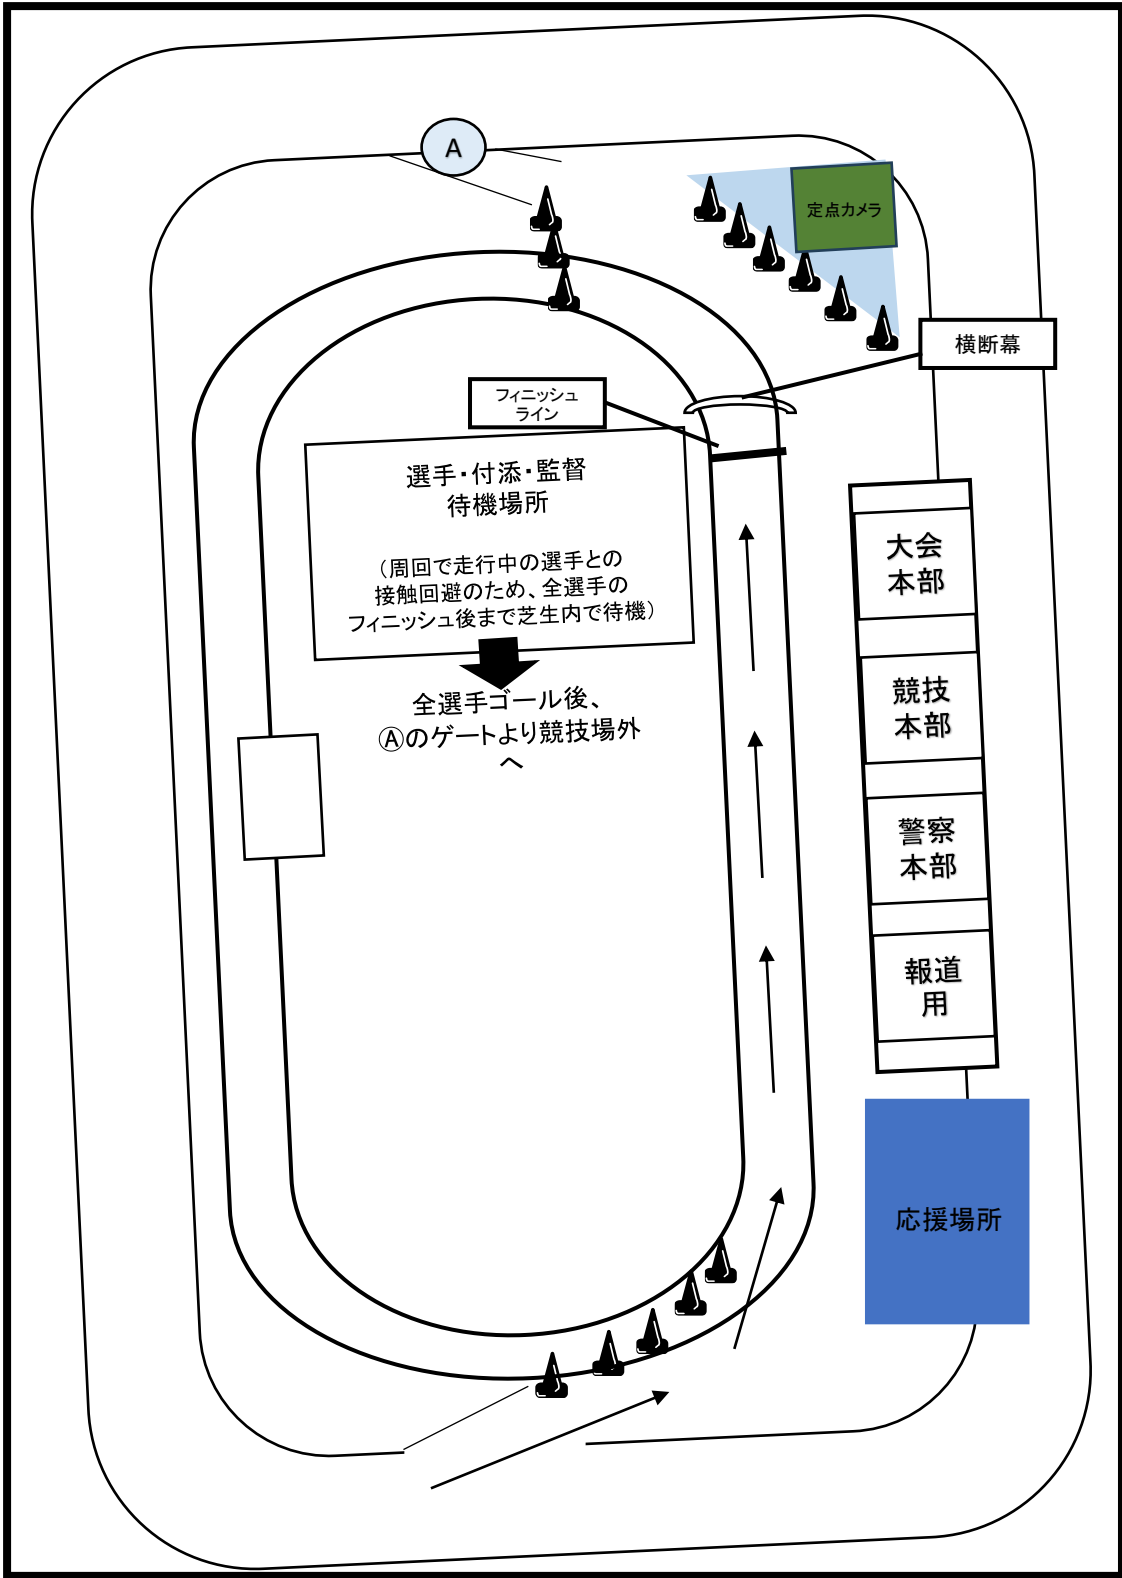 A
定点カメラ
横断幕
フィニッシュ
ライン
選手・付添・監督
待機場所
（周回で走行中の選手との
接触回避のため、全選手の
フィニッシュ後まで芝生内で待機）
全選手ゴール後、
Ⓐのゲートより競技場外
へ
大会
本部
競技
本部
警察
本部
報道
用
応援場所